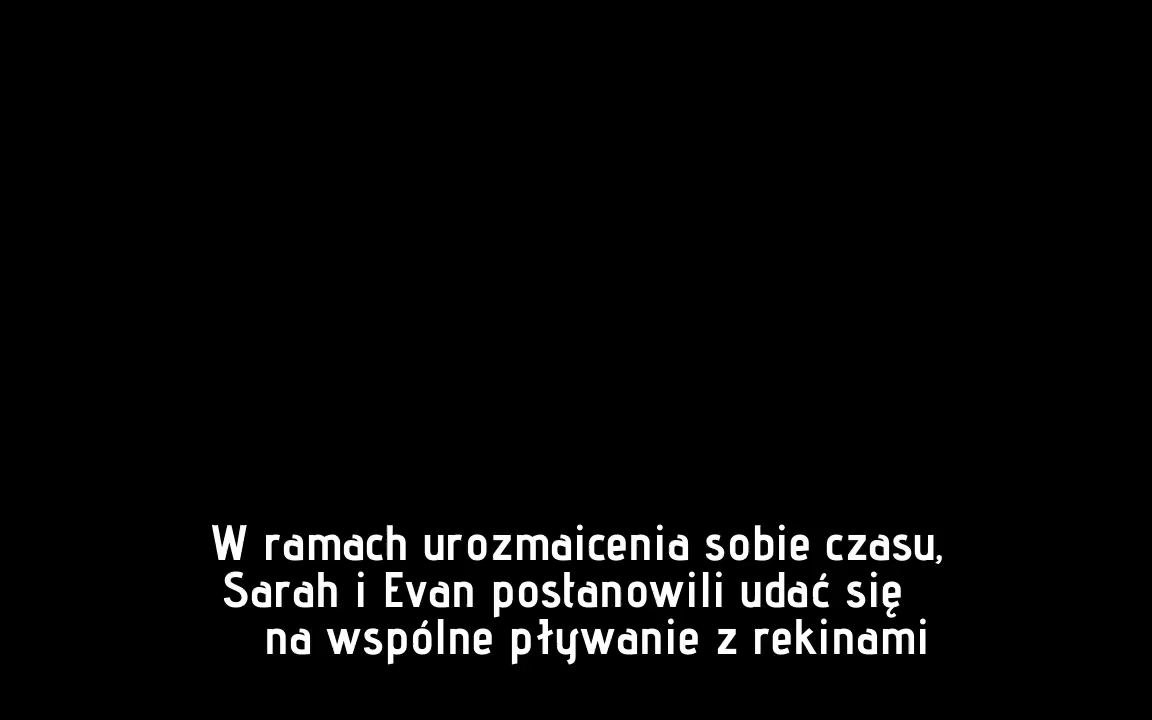 W ramach urozmaicenia sobie czasu,
Sarah i Evan postanowili udać się
na wspólne pływanie z rekinami